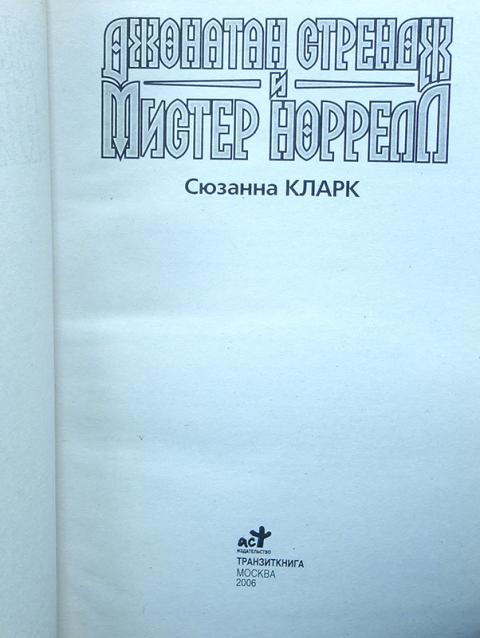 ДЖОНАТАН СТРЕНДЖ
И
МИСТЕР НОРРЕЛЛ
Сюзанна КЛАРК
аст
ИЗДАТЕЛЬСТВО
ТРАНЗИТКНИГА
МОСКВА
2006